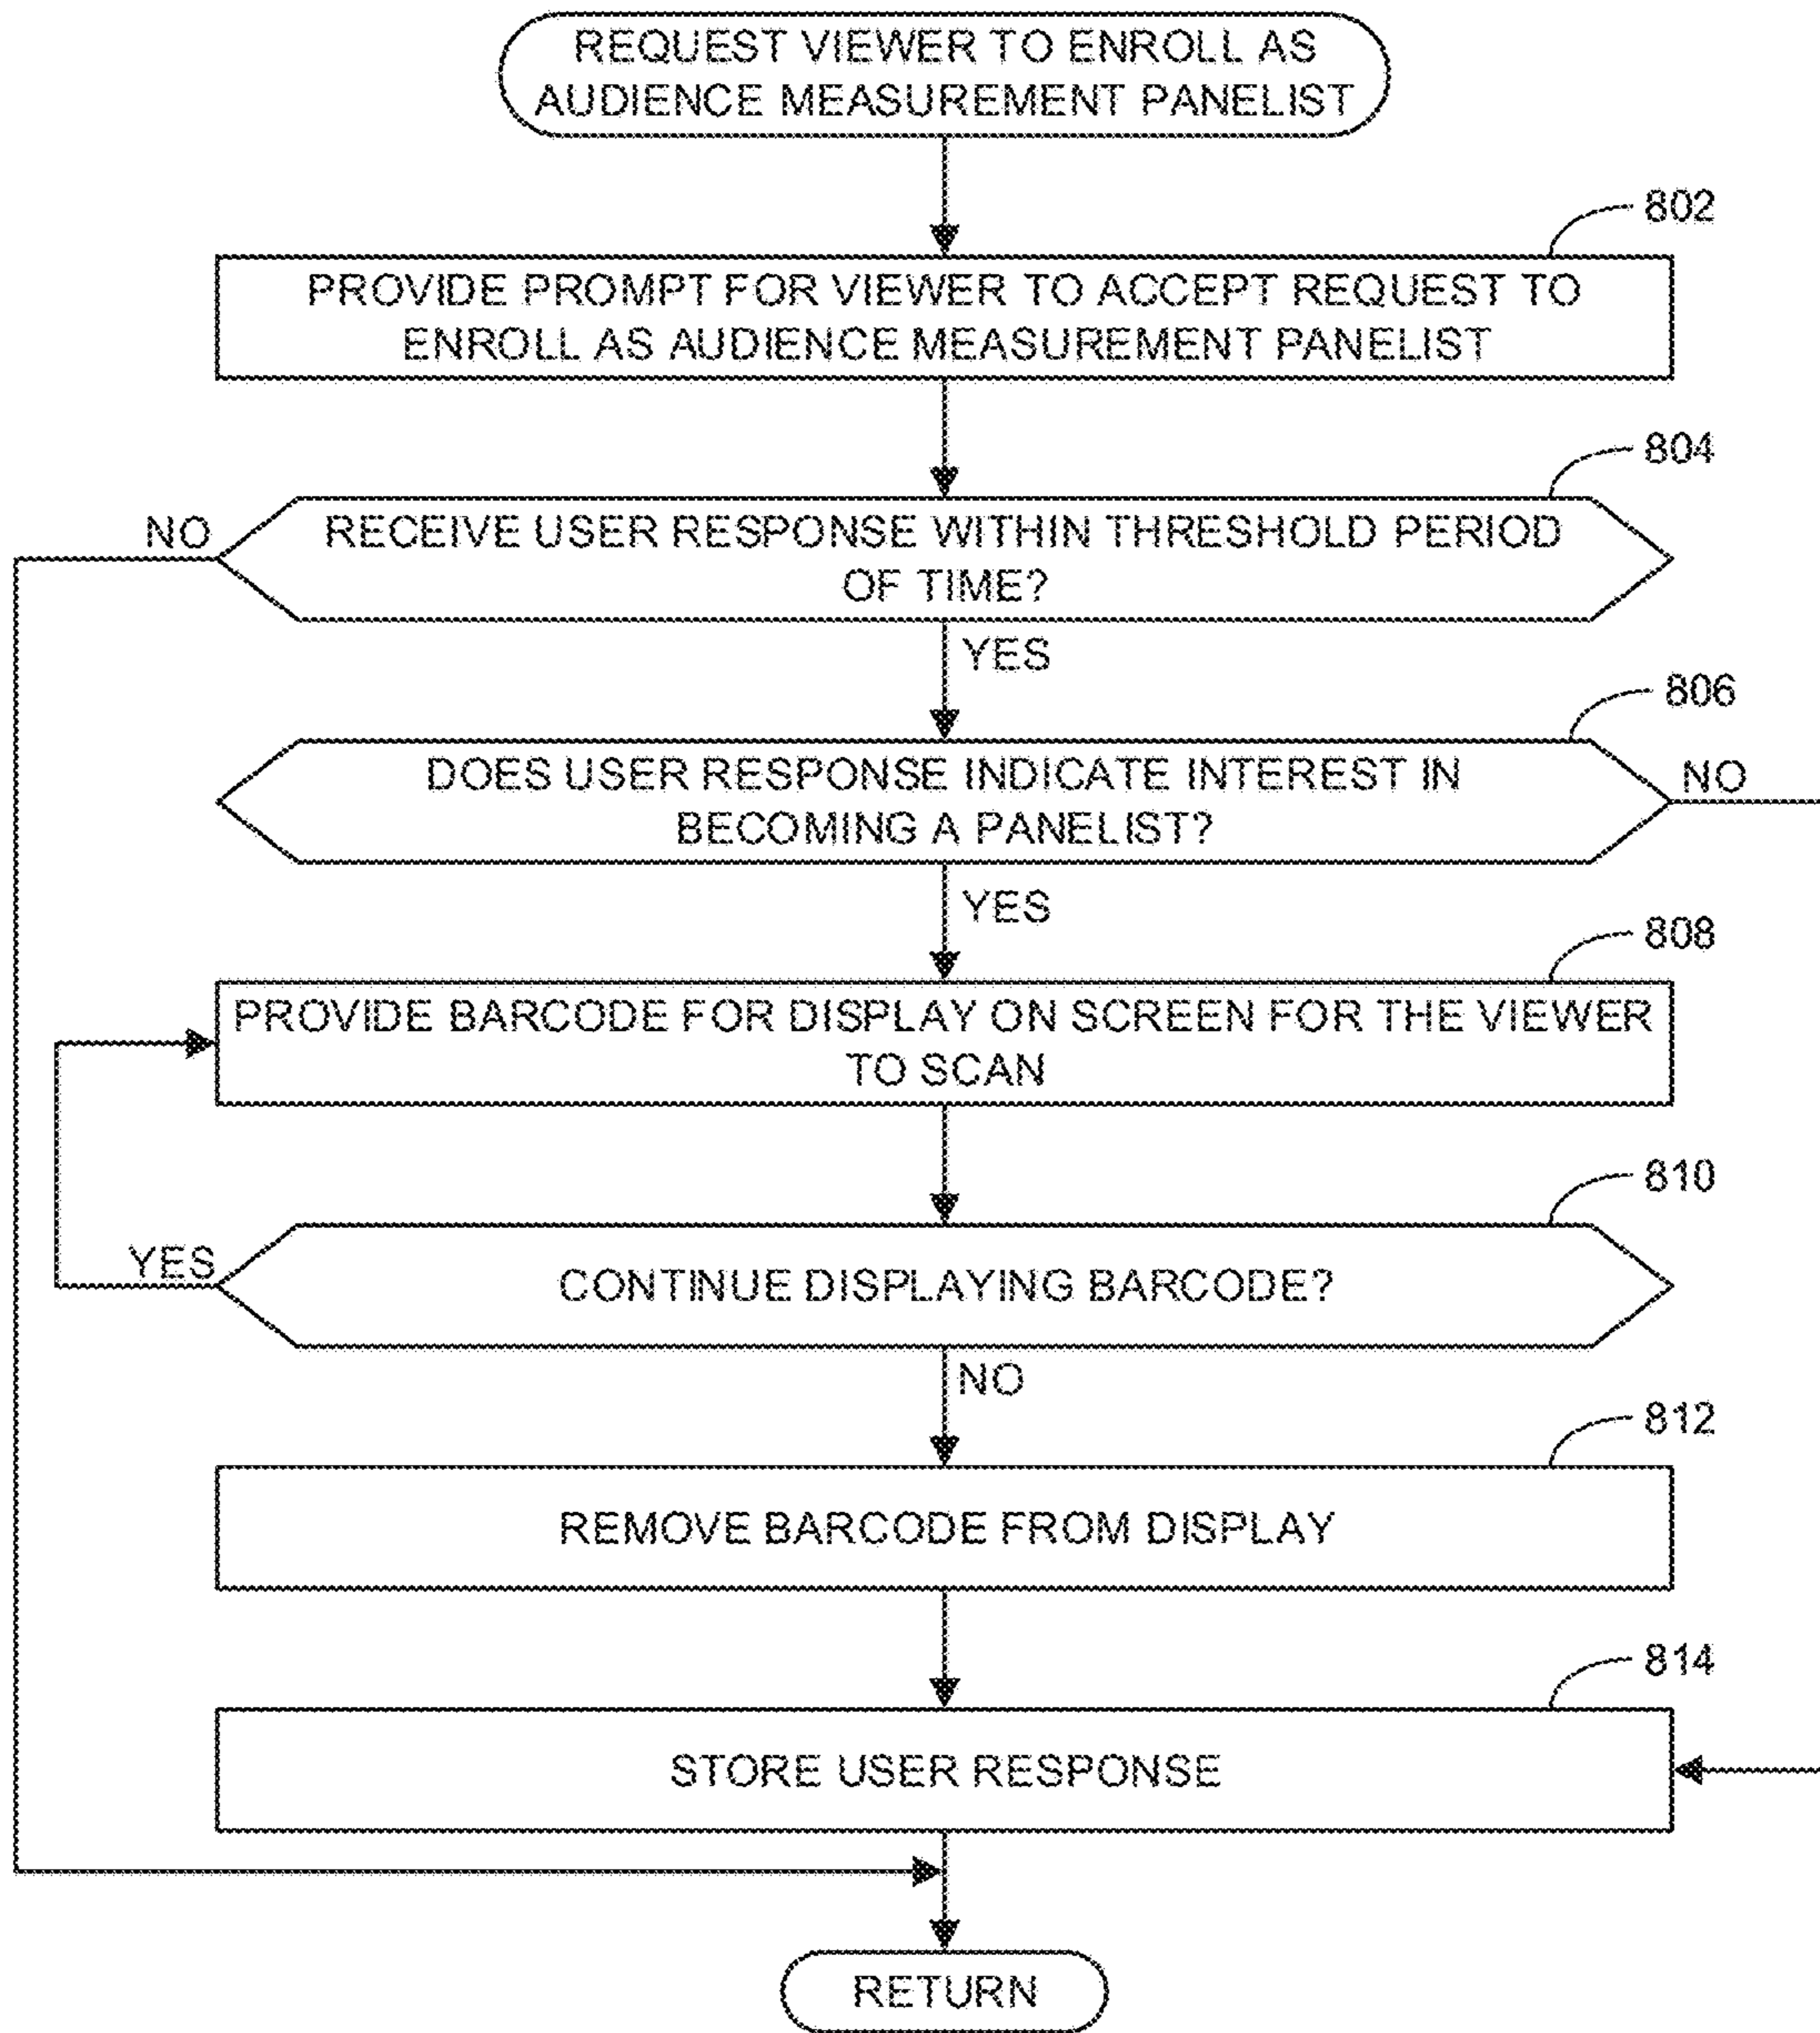 REQUEST VIEWER TO ENROLL AS
AUDIENCE MEASUREMENT PANELIST
802
PROVIDE PROMPT FOR VIEWER TO ACCEPT REQUEST TO
ENROLL AS AUDIENCE MEASUREMENT PANELIST
804
NO
RECEIVE USER RESPONSE WITHIN THRESHOLD PERIOD
OF TIME?
YES
806
DOES USER RESPONSE INDICATE INTEREST IN
BECOMING A PANELIST?
NO
YES
808
PROVIDE BARCODE FOR DISPLAY ON SCREEN FOR THE VIEWER
TO SCAN
810
YES
CONTINUE DISPLAYING BARCODE?
NO
812
REMOVE BARCODE FROM DISPLAY
814
STORE USER RESPONSE
RETURN